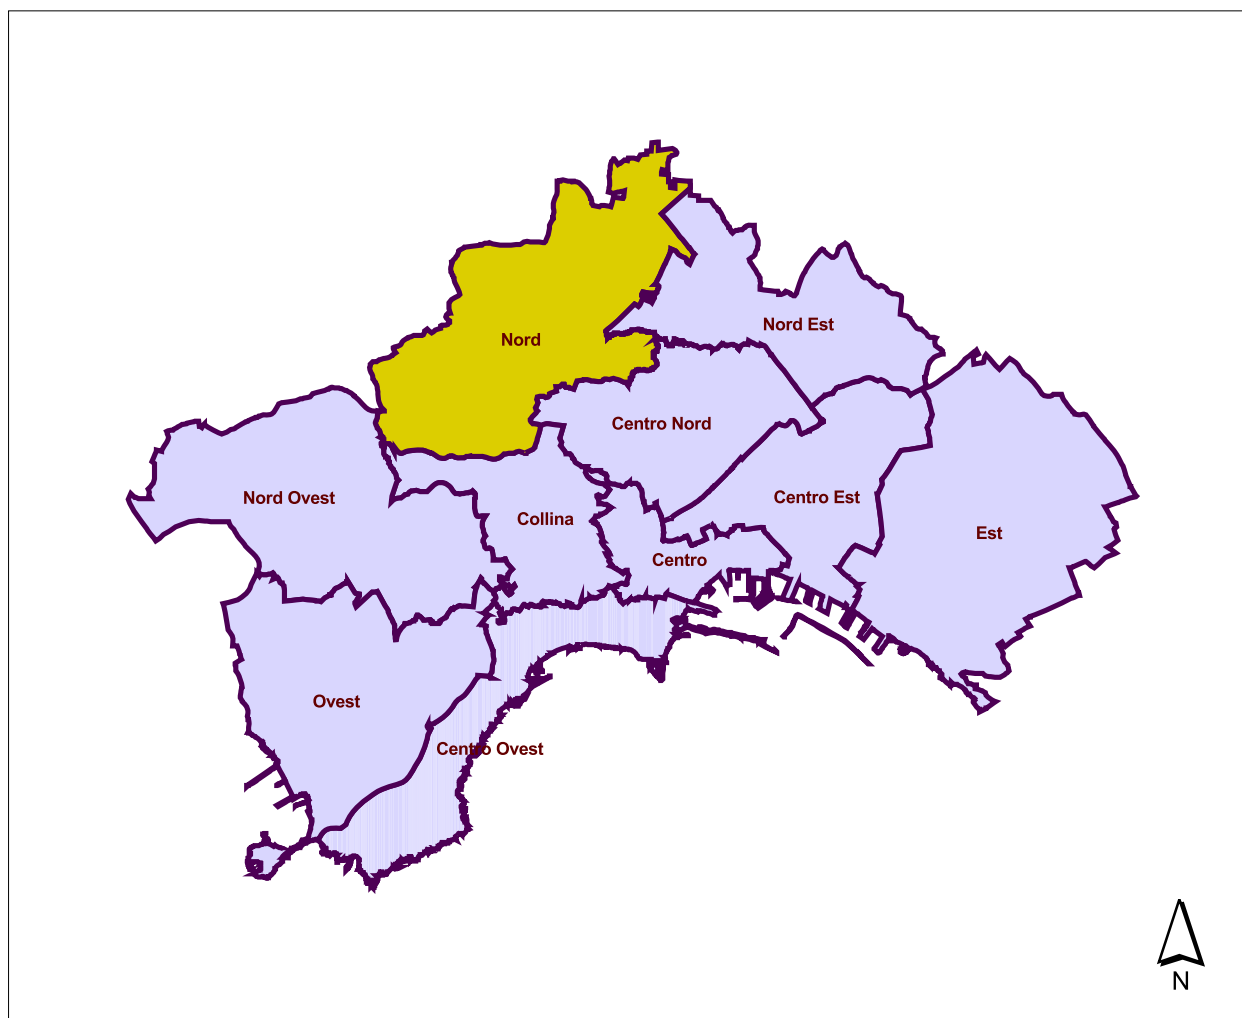 Nord Est
Nord
Centro Nord
Nord Ovest
Centro Est
Collina
Est
Centro
Ovest
Centro Ovest
N